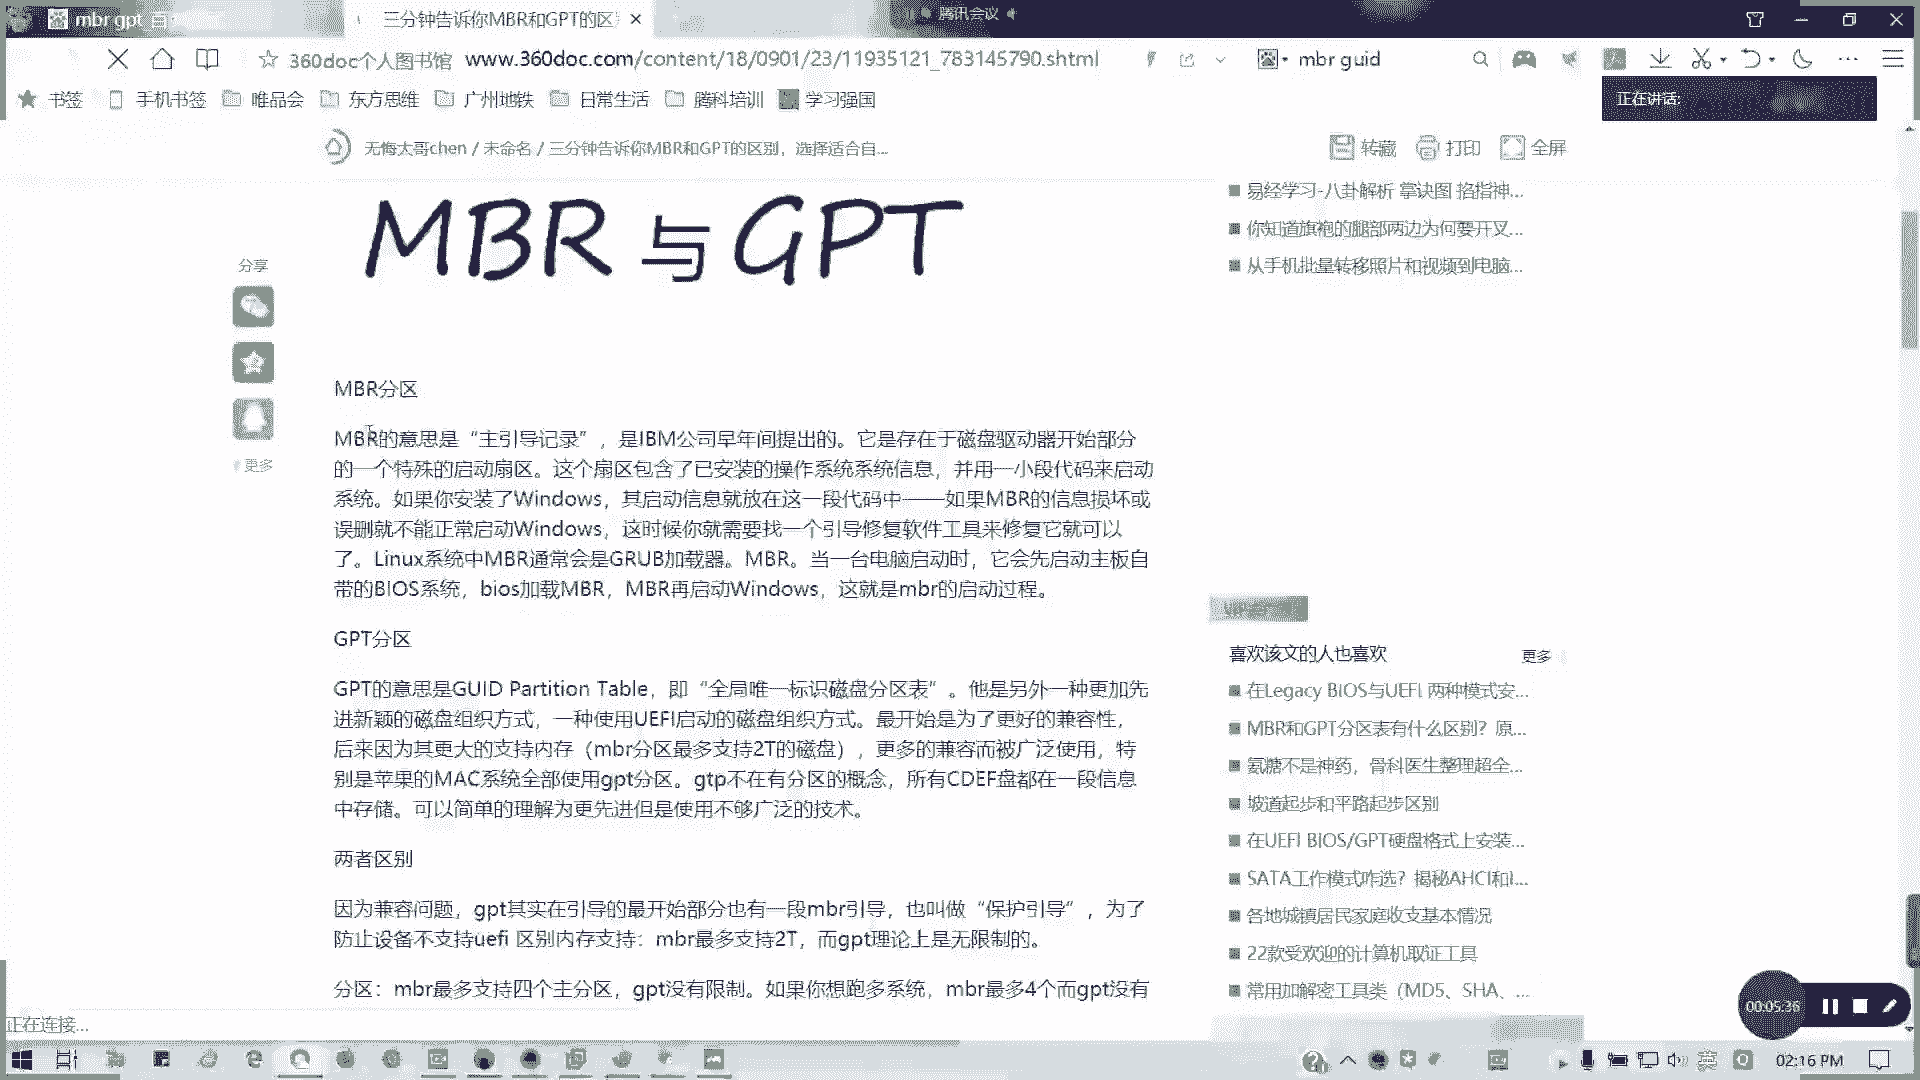 mbr gpt 百
三分钟告诉你MBR和GPT的区
腾讯会议
360doc个人图书馆 www.360doc.com/content/18/0901/23/11935121_783145790.shtml
mbr guid
书签 手机书签 唯品会 东方思维 广州地铁 日常生活 腾科培训 学习强国
正在讲话:
无悔大哥chen / 未命名 / 三分钟告诉你MBR和GPT的区别，选择适合自...
转藏 打印 全屏
MBR与GPT
易经学习-八卦解析 掌诀图 掐指神...
你知道旗袍的腿部两边为何要开叉...
从手机批量转移照片和视频到电脑...
分享
更多
MBR分区
MBR的意思是“主引导记录”，是IBM公司早年间提出的。它是存在于磁盘驱动器开始部分
的一个特殊的启动扇区。这个扇区包含了已安装的操作系统系统信息，并用一小段代码来启动
系统。如果你安装了Windows，其启动信息就放在这一段代码中——如果MBR的信息损坏或
误删就不能正常启动Windows，这时候你就需要找一个引导修复软件工具来修复它就可以
了。Linux系统中MBR通常会是GRUB加载器。MBR。当一台电脑启动时，它会先启动主板自
带的BIOS系统，bios加载MBR，MBR再启动Windows，这就是mbr的启动过程。
GPT分区
GPT的意思是GUID Partition Table，即“全局唯一标识磁盘分区表”。他是另外一种更加先
进新颖的磁盘组织方式，一种使用UEFI启动的磁盘组织方式。最开始是为了更好的兼容性，
后来因为其更大的支持内存（mbr分区最多支持2T的磁盘），更多的兼容而被广泛使用，特
别是苹果的MAC系统全部使用gpt分区。gtp不在有分区的概念，所有CDEF盘都在一段信息
中存储。可以简单的理解为更先进但是使用不够广泛的技术。
两者区别
因为兼容问题，gpt其实在引导的最开始部分也有一段mbr引导，也叫做“保护引导”，为了
防止设备不支持uefi 区别内存支持：mbr最多支持2T，而gpt理论上是无限制的。
分区：mbr最多支持四个主分区，gpt没有限制。如果你想跑多系统，mbr最多4个而gpt没有
喜欢该文的人也喜欢 更多
在Legacy BIOS与UEFI 两种模式安...
MBR和GPT分区表有什么区别？原...
氨糖不是神药，骨科医生整理超全...
坡道起步和平路起步区别
在UEFI BIOS/GPT硬盘格式上安装...
SATA工作模式咋选？揭秘AHCI和I...
各地城镇居民家庭收支基本情况
22款受欢迎的计算机取证工具
常用加解密工具类（MD5、SHA、...
00:05:36
正在连接...
英
02:16 PM